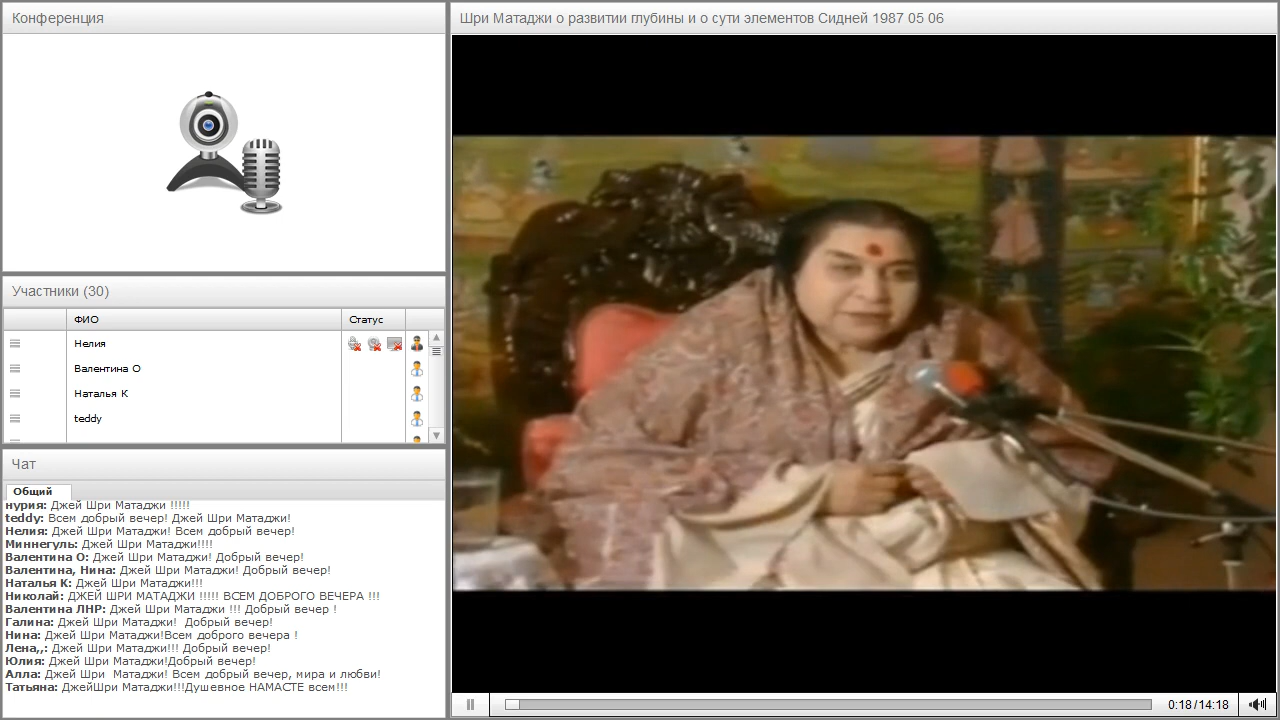 Конференция
Шри Матаджи о развитии глубины и о сути элементов Сидней 1987 05 06
Участники (30)
ФИО Статус
Нелия
Валентина О
Наталья К
teddy
Чат
Общий
нурия: Джей Шри Матаджи !!!!!
teddy: Всем добрый вечер! Джей Шри Матаджи!
Нелия: Джей Шри Матаджи! Всем добрый вечер!
Миннегуль: Джей Шри Матаджи!!!!
Валентина О: Джей Шри Матаджи! Добрый вечер!
Валентина, Нина: Джей Шри Матаджи! Добрый вечер!
Наталья К: Джей Шри Матаджи!!!
Николай: ДЖЕЙ ШРИ МАТАДЖИ !!!!! ВСЕМ ДОБРОГО ВЕЧЕРА !!!
Валентина ЛНР: Джей Шри Матаджи !!! Добрый вечер !
Галина: Джей Шри Матаджи!  Добрый вечер!
Нина: Джей Шри Матаджи!Всем доброго вечера !
Лена,,: Джей Шри Матаджи!!! Добрый вечер!
Юлия: Джей Шри Матаджи!Добрый вечер!
Алла: Джей Шри  Матаджи! Всем добрый вечер, мира и любви!
Татьяна: ДжейШри Матаджи!!!Душевное НАМАСТЕ всем!!!
0:18/14:18